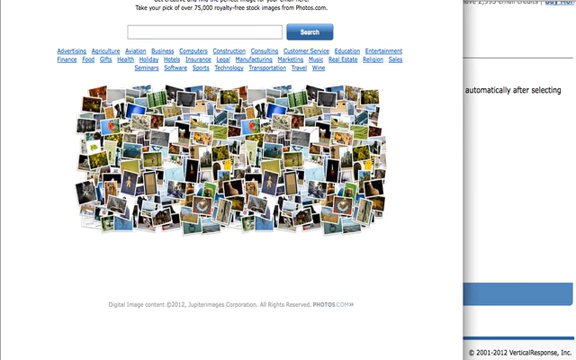 Take your pick of over 75,000 royalty-free stock images from Photos.com.
Search
Advertising Agriculture Aviation Business Computers Construction Consulting Customer Service Education Entertainment
Finance Food Gifts Health Holiday Hotels Insurance Legal Manufacturing Marketing Music Real Estate Religion Sales
Seminars Software Sports Technology Transportation Travel Wine
automatically after selecting
Digital Image content ©2012, Jupiterimages Corporation. All Rights Reserved. PHOTOS.COM»
© 2001-2012 VerticalResponse, Inc.